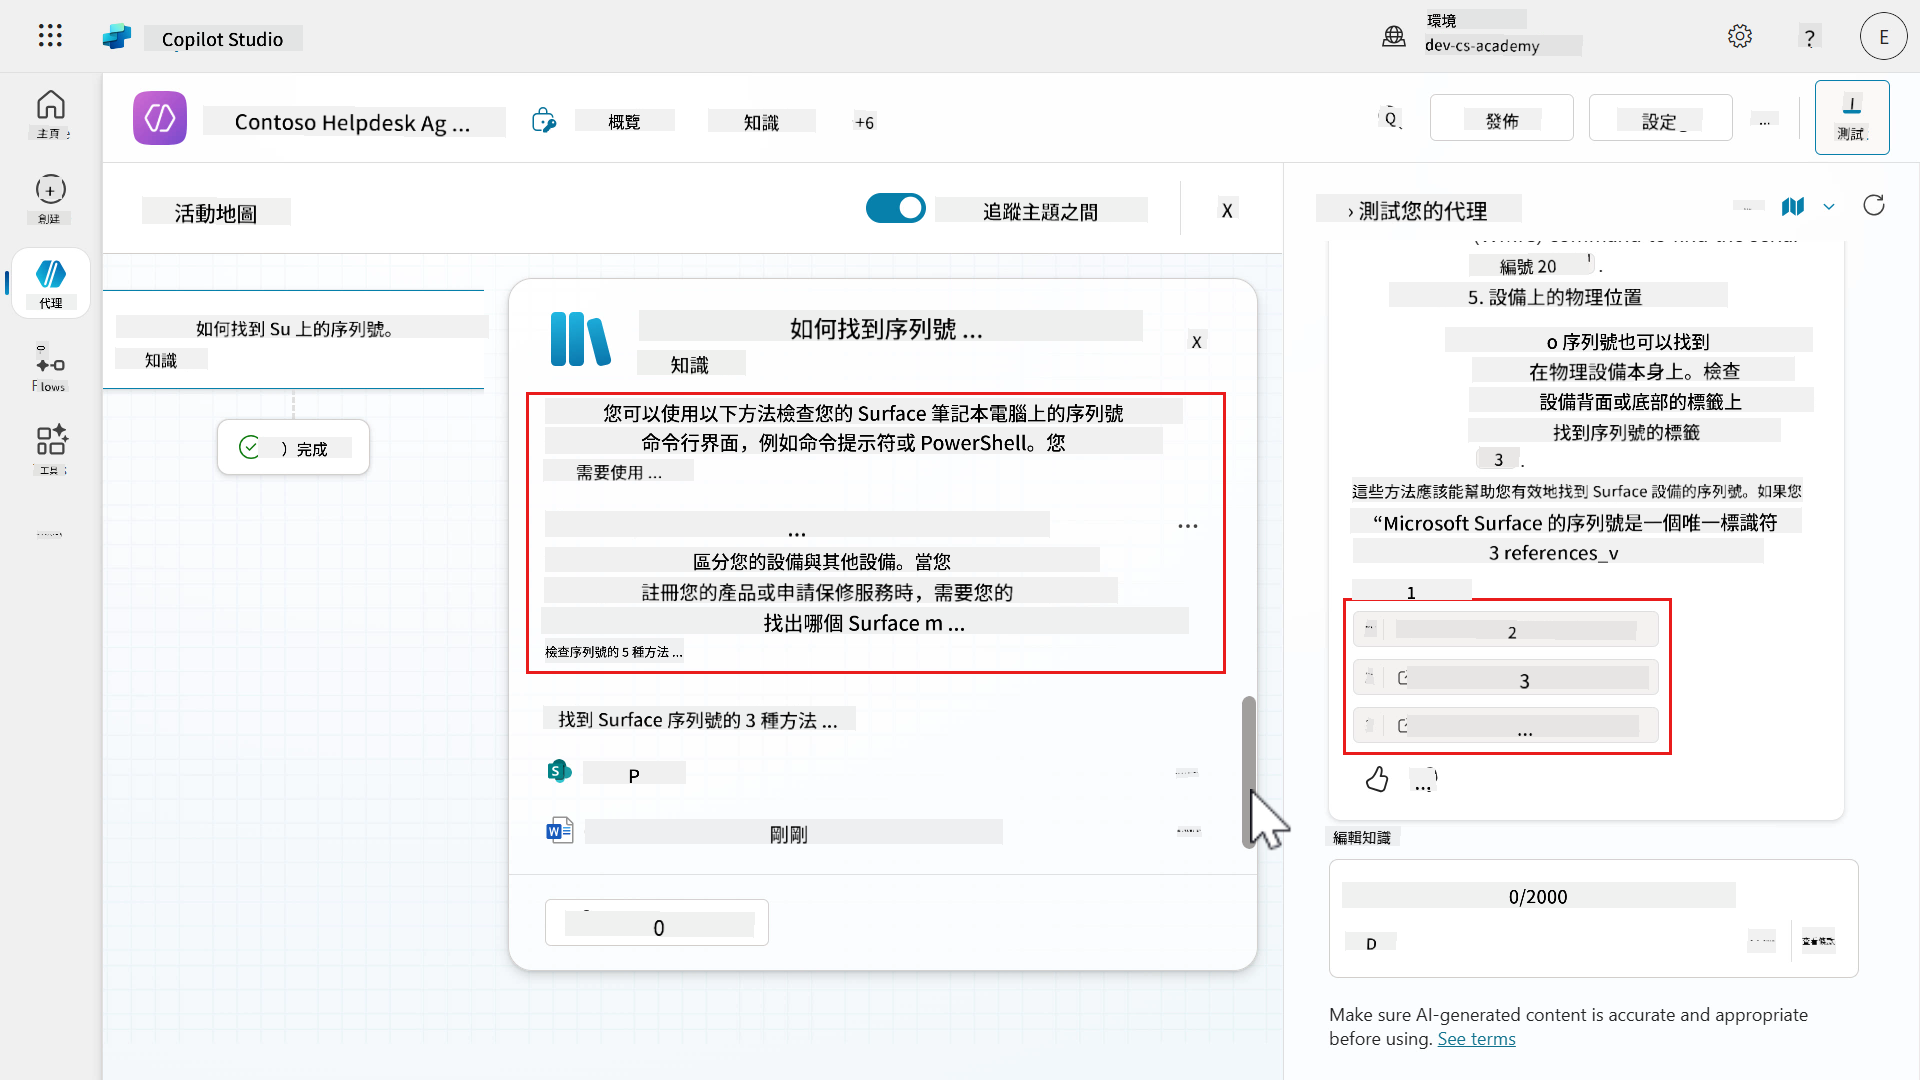 Copilot Studio
環境
dev-cs-academy
?
E
主頁
創建
代理
Flows
工具
Contoso Helpdesk Ag ...
概覽
知識
+6
發佈
設定
...
測試
活動地圖
追蹤主題之間
X
如何找到 Su 上的序列號。
知識
) 完成
如何找到序列號 ...
X
知識
您可以使用以下方法檢查您的 Surface 筆記本電腦上的序列號
命令行界面，例如命令提示符或 PowerShell。您
需要使用 ...
...
區分您的設備與其他設備。當您
註冊您的產品或申請保修服務時，需要您的
找出哪個 Surface m ...
檢查序列號的 5 種方法 ...
找到 Surface 序列號的 3 種方法 ...
P
剛剛
0
› 測試您的代理
編號 20
.
5. 設備上的物理位置
o 序列號也可以找到
在物理設備本身上。檢查
設備背面或底部的標籤上
找到序列號的標籤
3 .
這些方法應該能幫助您有效地找到 Surface 設備的序列號。如果您
“Microsoft Surface 的序列號是一個唯一標識符
3 references_v
1
2
3
...
...
編輯知識
0/2000
D
查看條款
Make sure AI-generated content is accurate and appropriate
before using. See terms